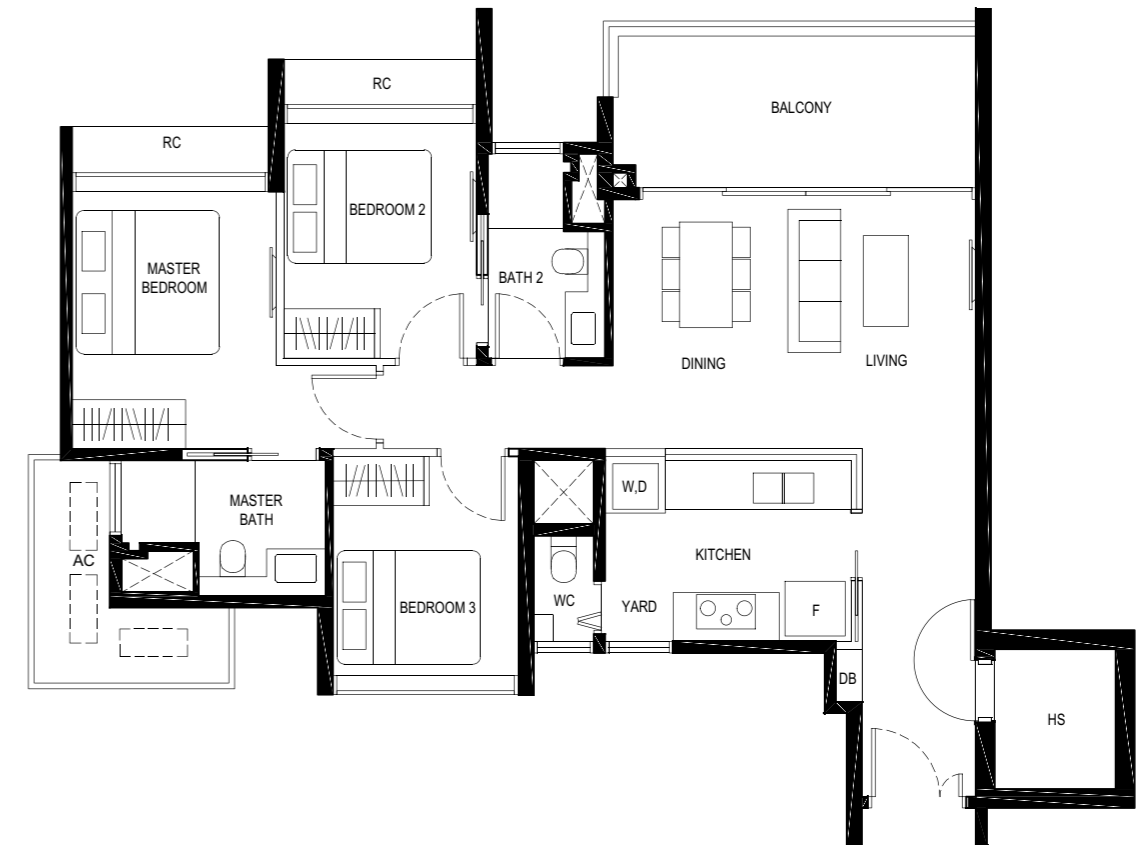 RC
BALCONY
RC
BEDROOM 2
MASTER
BEDROOM
BATH 2
DINING
LIVING
W,D
MASTER
BATH
KITCHEN
AC
WC
YARD
BEDROOM 3
F
DB
HS